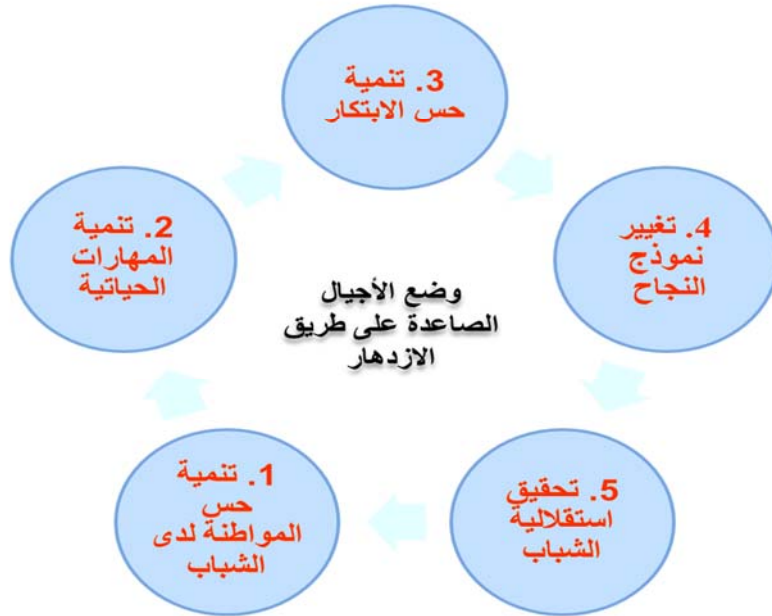 3. تنمية
حس الابتكار
4. تغيير
نموذج
النجاح
2. تنمية
المهارات
الحياتية
وضع الأجيال
الصاعدة على طريق
الازدهار
5. تحقيق
استقلالية
الشباب
1. تنمية
حس
المواطنة لدى
الشباب